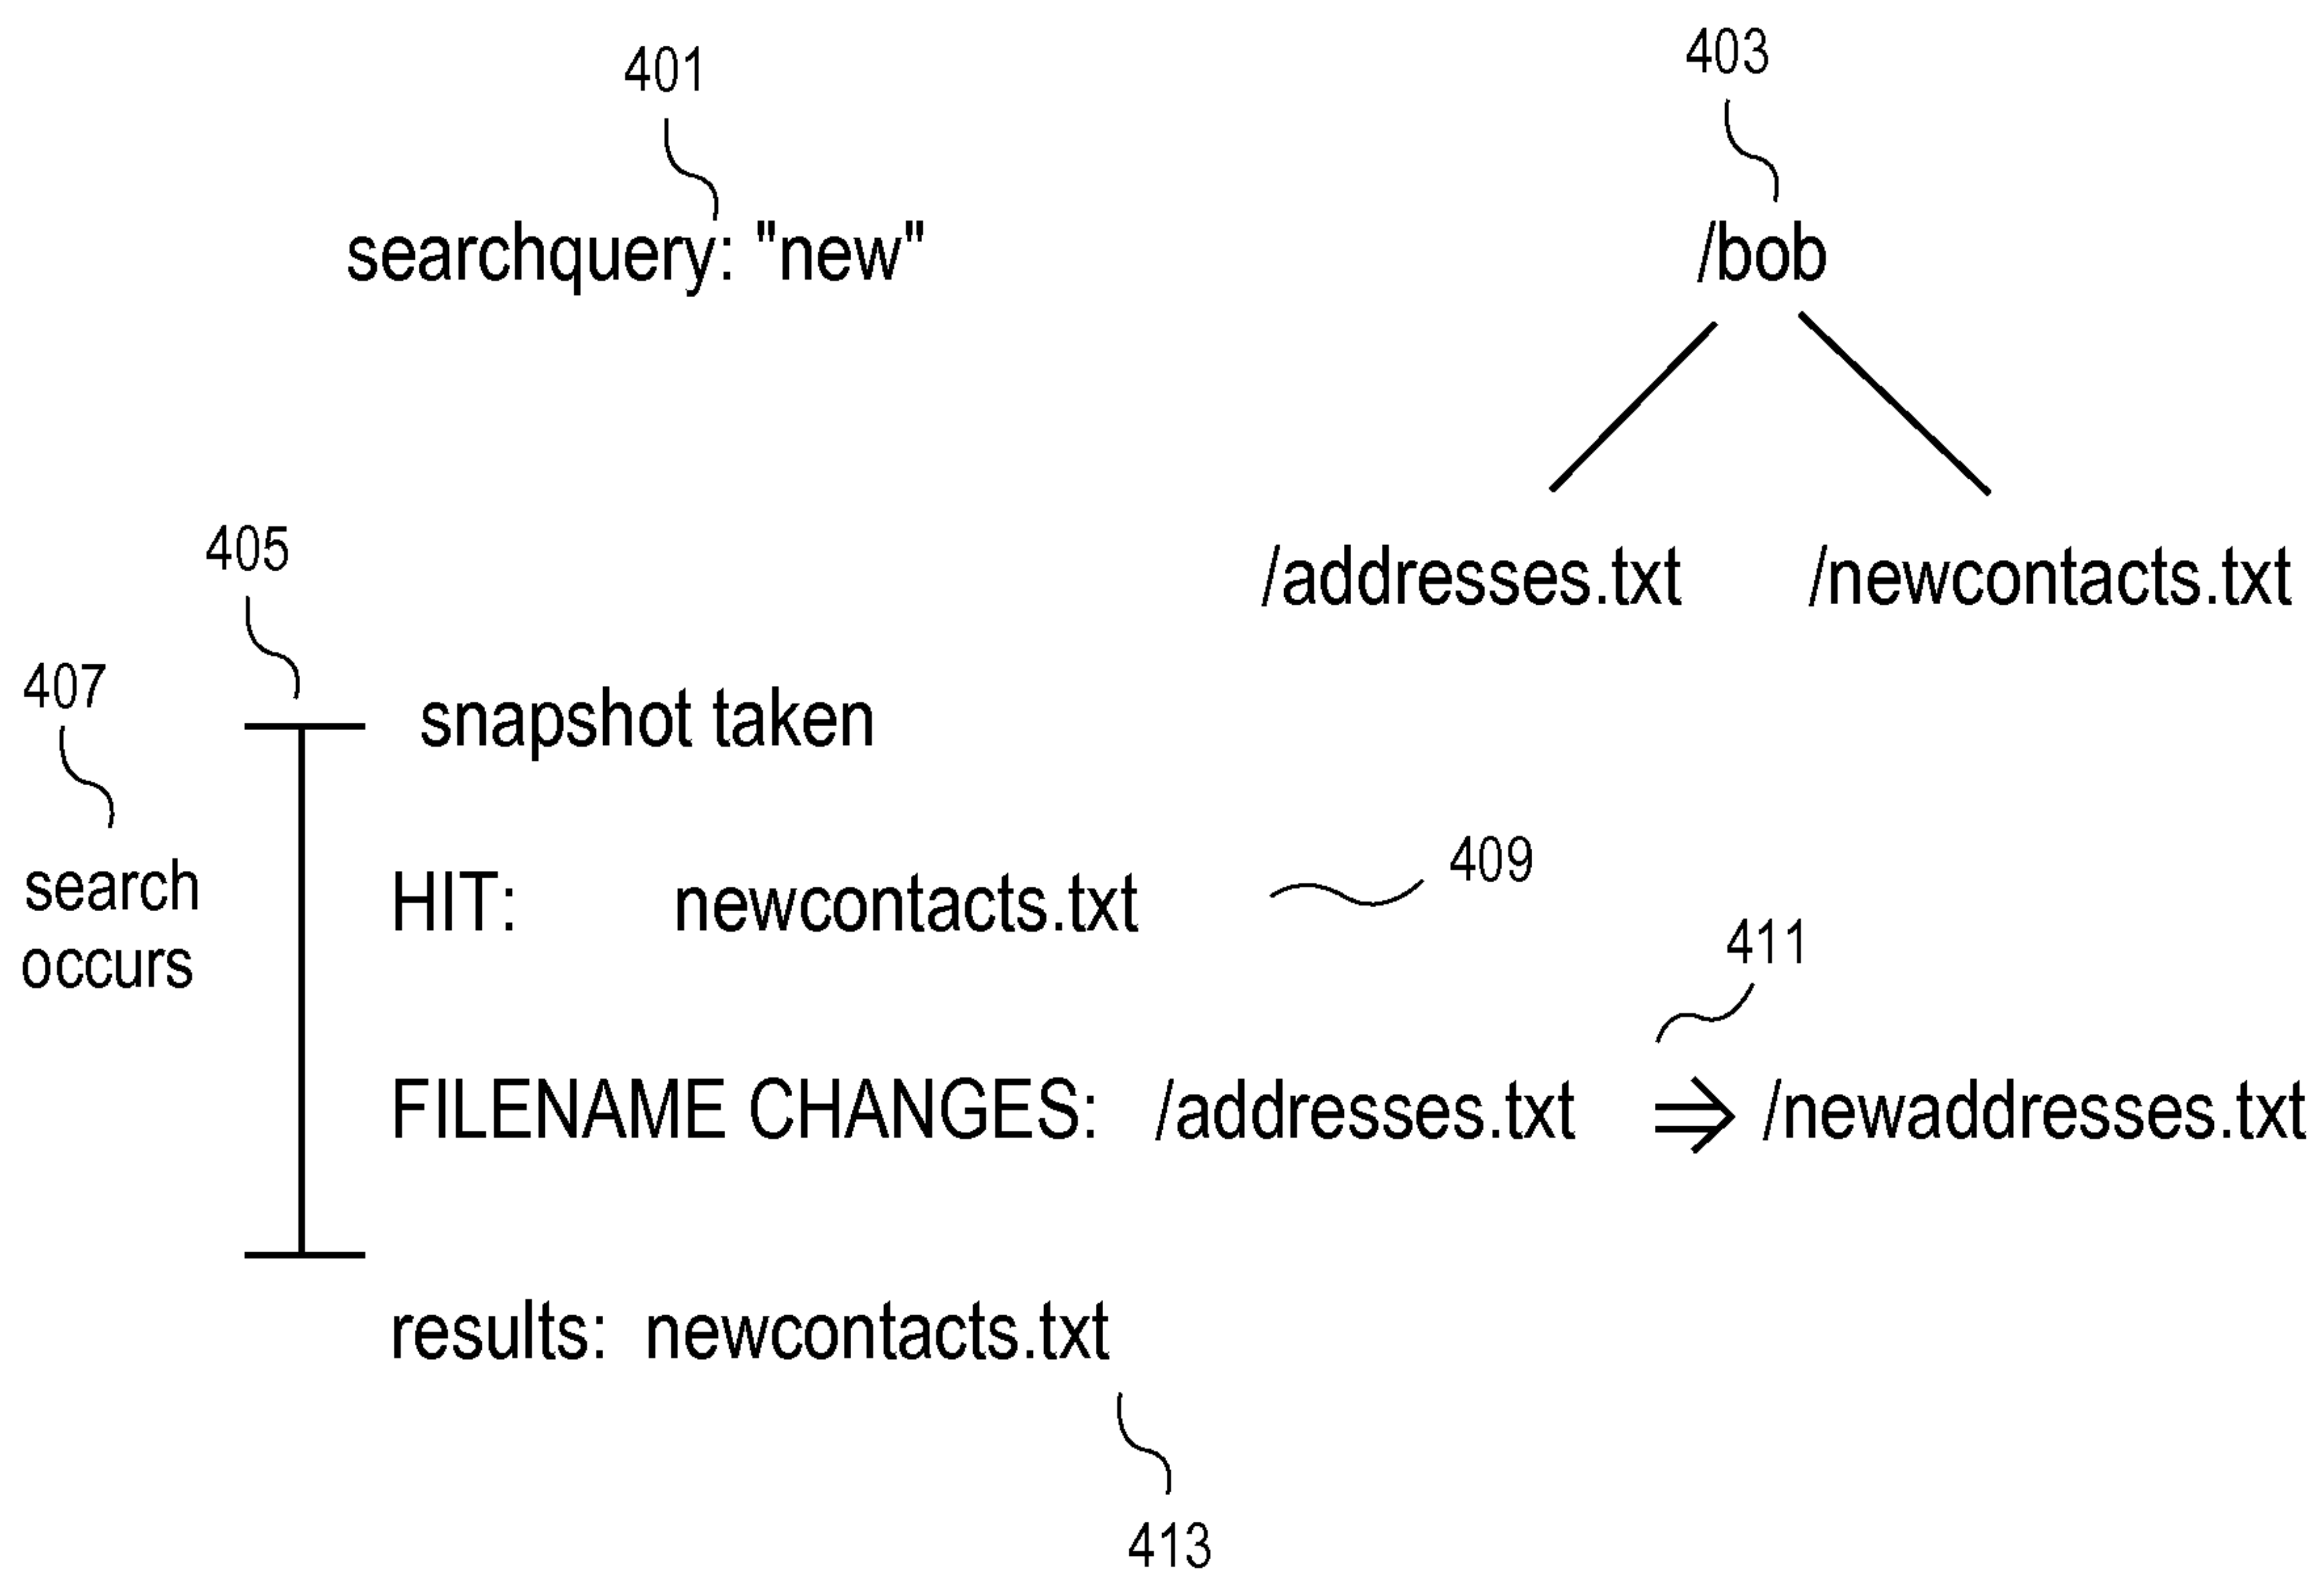 401
403
searchquery: "new"
/bob
/addresses.txt /newcontacts.txt
405
407
snapshot taken
search
occurs
HIT: newcontacts.txt
409
411
FILENAME CHANGES: /addresses.txt ⇒ /newaddresses.txt
results: newcontacts.txt
413